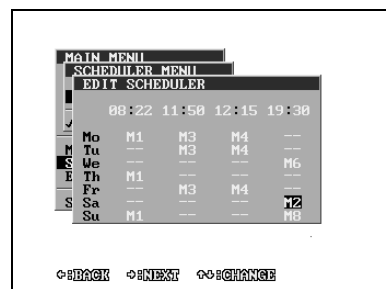 MAIN MENU
SCHEDULER MENU
EDIT SCHEDULER
08:22 11:50 12:15 19:30
Mo M1 M3 M4 --
Tu -- M3 M4 --
We -- -- -- M6
Th M1 -- -- --
Fr -- M3 M4 --
Sa -- -- -- M2
Su M1 -- -- M8
M
S
E
S
:BACK :NEXT :CHANGE